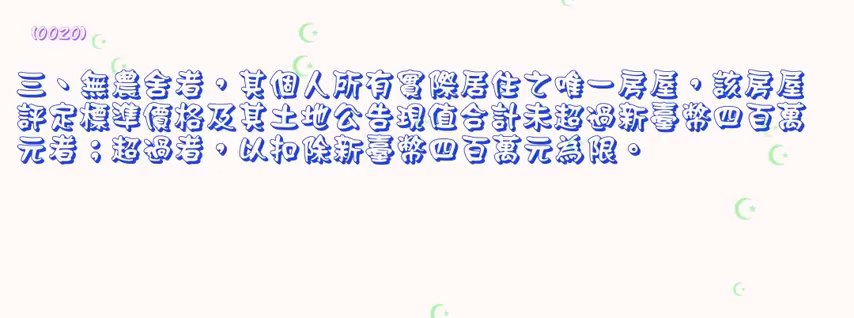 (0020)
三、無農舍者，其個人所有實際居住之唯一房屋，該房屋
評定標準價格及其土地公告現值合計未超過新臺幣四百萬
元者；超過者，以扣除新臺幣四百萬元為限。